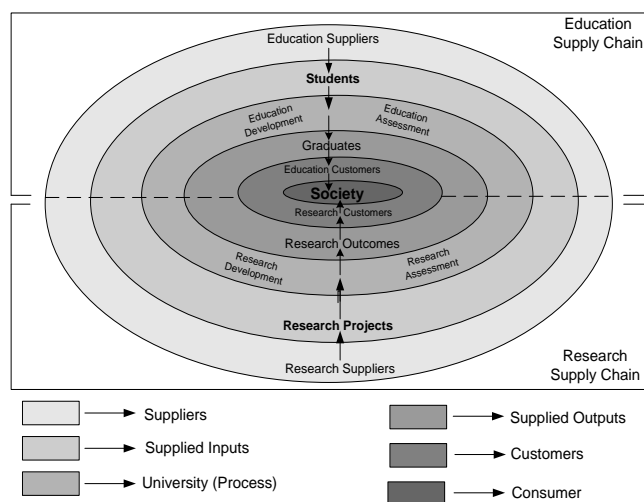 Education
Supply Chain
Education Suppliers
Students
Education
Development
Education
Assessment
Graduates
Education Customers
Society
Research Customers
Research Outcomes
Research
Development
Research
Assessment
Research Projects
Research Suppliers
Research
Supply Chain
Suppliers
Supplied Inputs
University (Process)
Supplied Outputs
Customers
Consumer